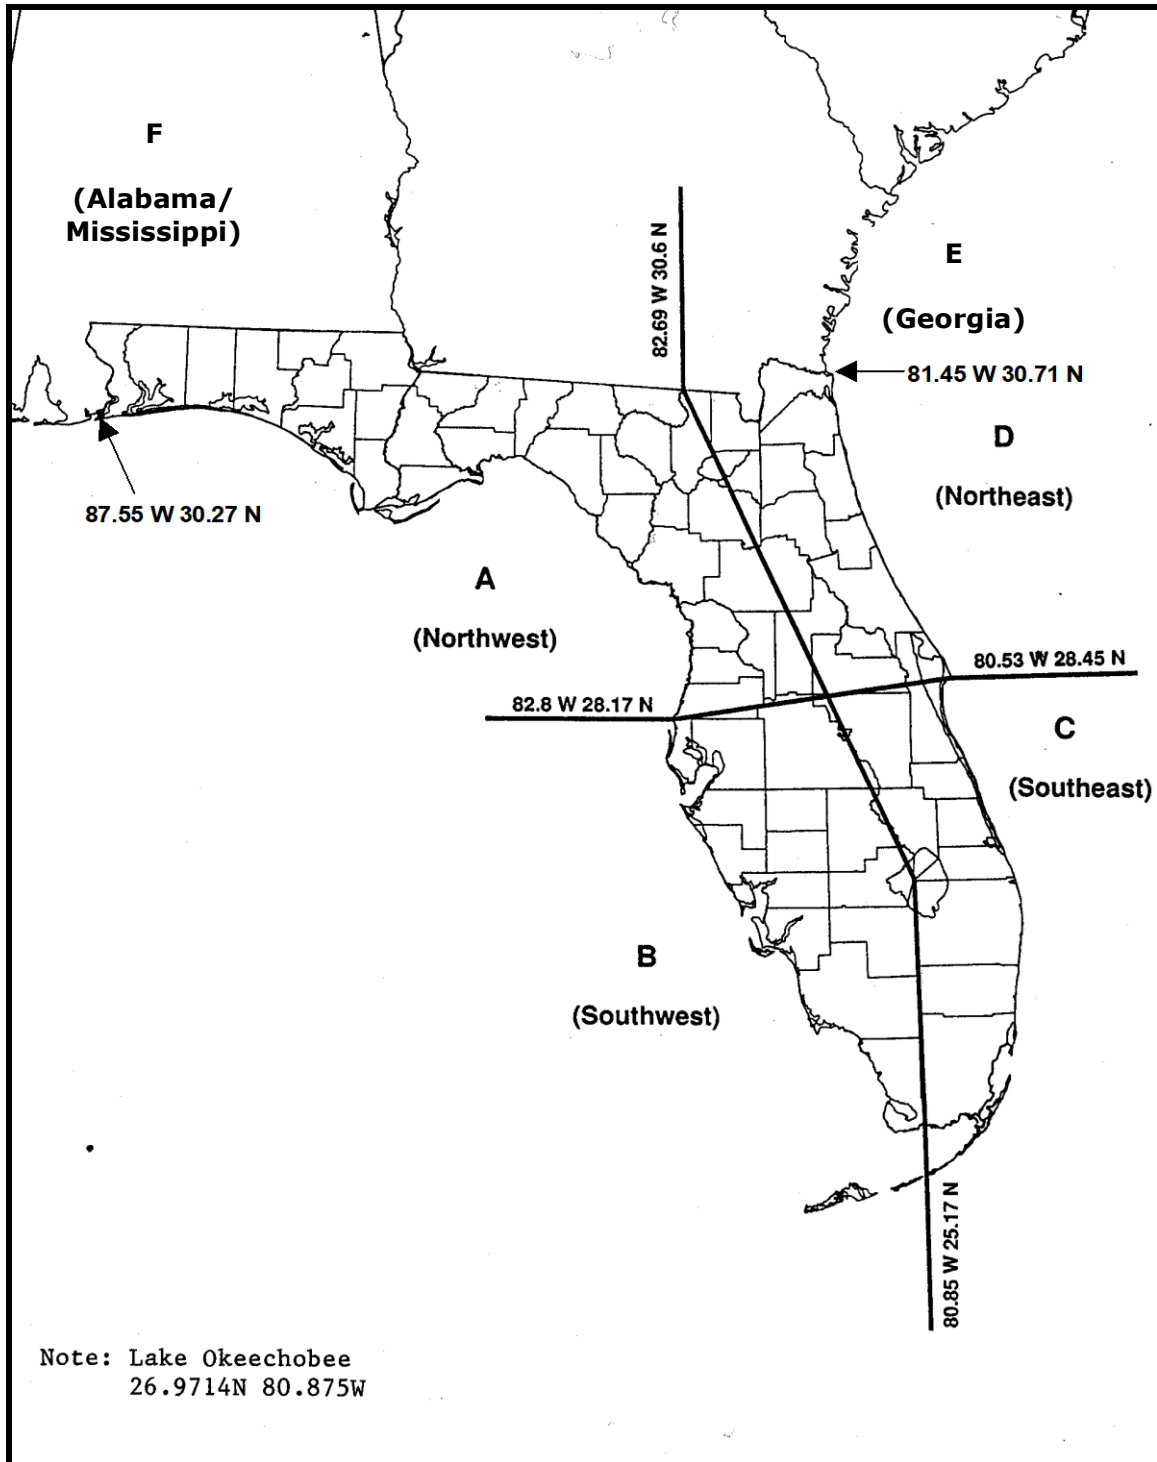 F
(Alabama/
Mississippi)
82.69 W 30.6 N
E
(Georgia)
81.45 W 30.71 N
D
(Northeast)
87.55 W 30.27 N
A
(Northwest)
80.53 W 28.45 N
82.8 W 28.17 N
C
(Southeast)
B
(Southwest)
80.85 W 25.17 N
Note: Lake Okeechobee
26.9714N 80.875W